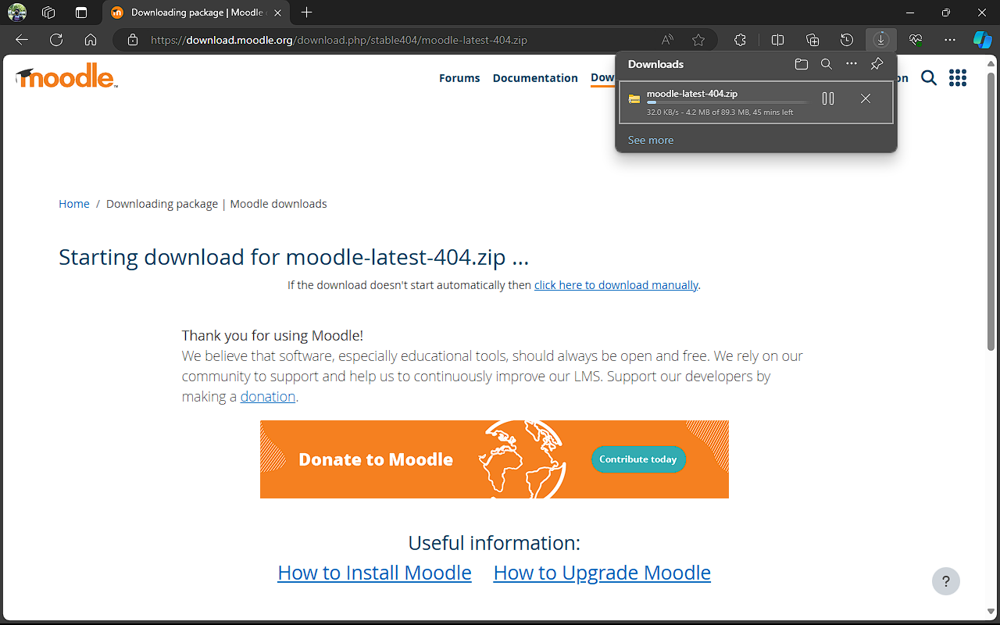 Downloading package | Moodle
https://download.moodle.org/download.php/stable404/moodle-latest-404.zip
moodle
TM
Forums Documentation Dow on
Downloads
moodle-latest-404.zip
32.0 KB/s - 4.2 MB of 89.3 MB, 45 mins left
See more
Home / Downloading package | Moodle downloads
Starting download for moodle-latest-404.zip ...
If the download doesn't start automatically then click here to download manually.
Thank you for using Moodle!
We believe that software, especially educational tools, should always be open and free. We rely on our
community to support and help us to continuously improve our LMS. Support our developers by
making a donation.
Donate to Moodle
Contribute today
Useful information:
How to Install Moodle How to Upgrade Moodle
?